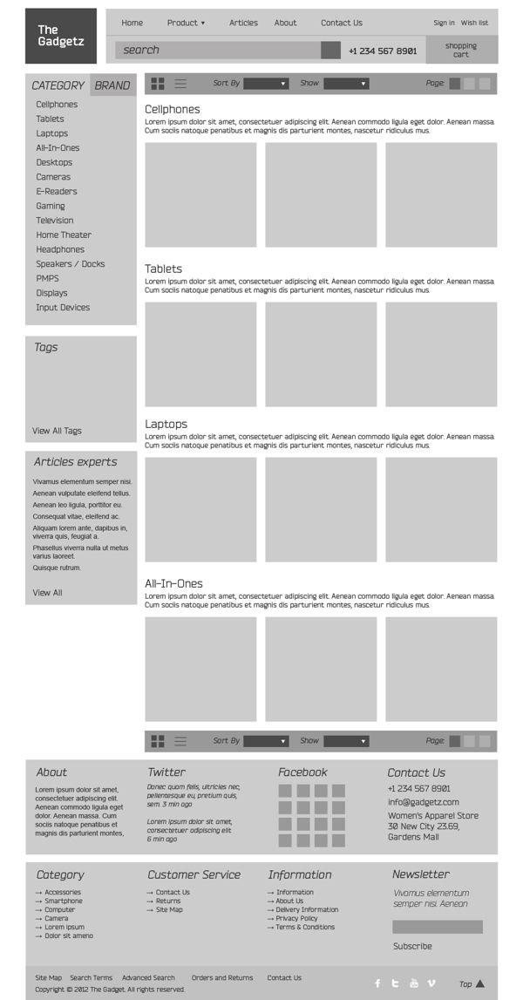 The
Gadgetz
Home Product ▼ Articles About Contact Us Sign in Wish list
search
+1 234 567 8901
shopping
cart
CATEGORY BRAND
Cellphones
Tablets
Laptops
All-In-Ones
Desktops
Cameras
E-Readers
Gaming
Television
Home Theater
Headphones
Speakers / Docks
PMPS
Displays
Input Devices
Tags
View All Tags
Articles experts
Vivamus elementum semper nisi.
Aenean vulputate eleifend tellus.
Aenean leo ligula, porttitor eu.
Consequat vitae, eleifend ac.
Aliquam lorem ante, dapibus in,
viverra quis, feugiat a.
Phasellus viverra nulla ut metus
varius laoreet.
Quisque rutrum.
View All
Sort By Show Page:
Cellphones
Lorem ipsum dolor sit amet, consectetuer adipiscing elit. Aenean commodo ligula eget dolor. Aenean massa.
Cum sociis natoque penatibus et magnis dis parturient montes, nascetur ridiculus mus.
Tablets
Lorem ipsum dolor sit amet, consectetuer adipiscing elit. Aenean commodo ligula eget dolor. Aenean massa.
Cum sociis natoque penatibus et magnis dis parturient montes, nascetur ridiculus mus.
Laptops
Lorem ipsum dolor sit amet, consectetuer adipiscing elit. Aenean commodo ligula eget dolor. Aenean massa.
Cum sociis natoque penatibus et magnis dis parturient montes, nascetur ridiculus mus.
All-In-Ones
Lorem ipsum dolor sit amet, consectetuer adipiscing elit. Aenean commodo ligula eget dolor. Aenean massa.
Cum sociis natoque penatibus et magnis dis parturient montes, nascetur ridiculus mus.
Sort By Show Page:
About
Lorem ipsum dolor sit amet,
consectetuer adipiscing elit.
Aenean commodo ligula eget
dolor. Aenean massa. Cum
sociis natoque penatibus et
magnis dis parturient montes,
Twitter
Donec quam felis, ultricies nec,
pellentesque eu, pretium quis,
sem. 3 min ago
Lorem ipsum dolor sit amet,
consectetuer adipiscing elit
6 min ago
Facebook
Contact Us
+1 234 567 8901
info@gadgetz.com
Women's Apparel Store
30 New City 23.69,
Gardens Mall
Category
→ Accessories
→ Smartphone
→ Computer
→ Camera
→ Lorem ipsum
→ Dolor sit ameno
Customer Service
→ Contact Us
→ Returns
→ Site Map
Information
→ Information
→ About Us
→ Delivery Information
→ Privacy Policy
→ Terms & Conditions
Newsletter
Vivamus elementum
semper nisi. Aenean
Subscribe
Site Map Search Terms Advanced Search Orders and Returns Contact Us
Copyright © 2012 The Gadget. All rights reserved.
Top